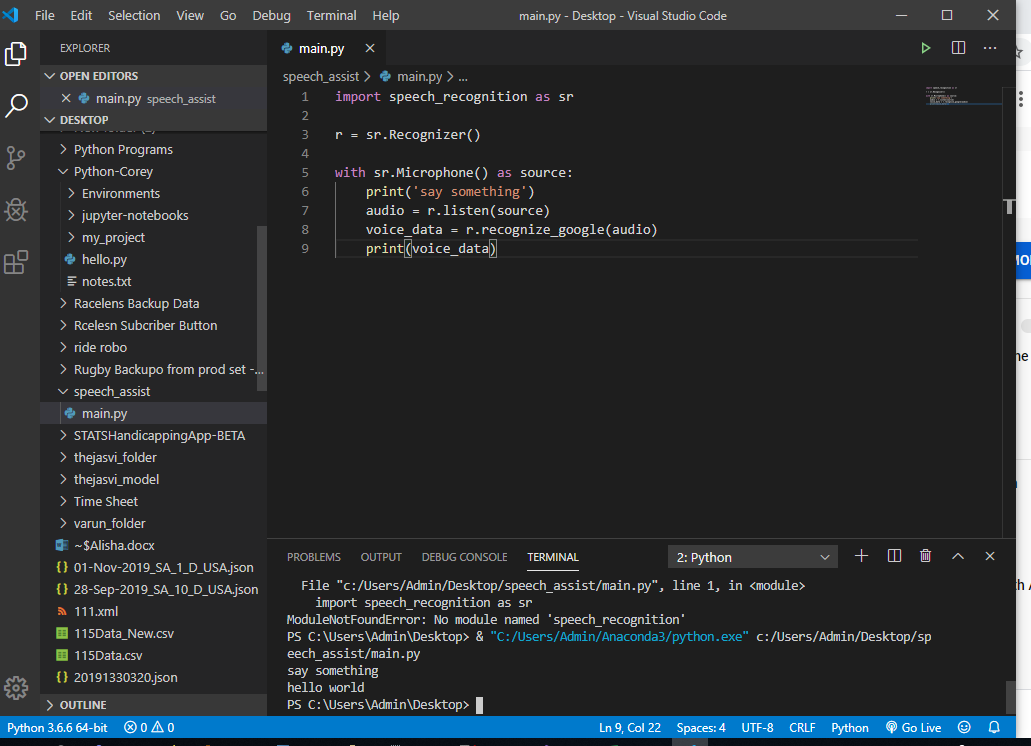 File Edit Selection View Go Debug Terminal Help main.py - Desktop - Visual Studio Code
EXPLORER
OPEN EDITORS
main.py speech_assist
DESKTOP
Python Programs
Python-Corey
Environments
jupyter-notebooks
my_project
hello.py
notes.txt
Racelens Backup Data
Rcelesn Subcriber Button
ride robo
Rugby Backupo from prod set -...
speech_assist
main.py
STATSHandicappingApp-BETA
thejasvi_folder
thejasvi_model
Time Sheet
varun_folder
~$Alisha.docx
01-Nov-2019_SA_1_D_USA.json
28-Sep-2019_SA_10_D_USA.json
111.xml
115Data_New.csv
115Data.csv
20191330320.json
OUTLINE
main.py
speech_assist > main.py > ...
1 import speech_recognition as sr
2
3 r = sr.Recognizer()
4
5 with sr.Microphone() as source:
6 print('say something')
7 audio = r.listen(source)
8 voice_data = r.recognize_google(audio)
9 print(voice_data)
PROBLEMS OUTPUT DEBUG CONSOLE TERMINAL 2: Python
File "c:/Users/Admin/Desktop/speech_assist/main.py", line 1, in <module>
import speech_recognition as sr
ModuleNotFoundError: No module named 'speech_recognition'
PS C:\Users\Admin\Desktop> & "C:/Users/Admin/Anaconda3/python.exe" c:/Users/Admin/Desktop/sp
eech_assist/main.py
say something
hello world
PS C:\Users\Admin\Desktop>
Python 3.6.6 64-bit 0 0 Ln 9, Col 22 Spaces: 4 UTF-8 CRLF Python Go Live